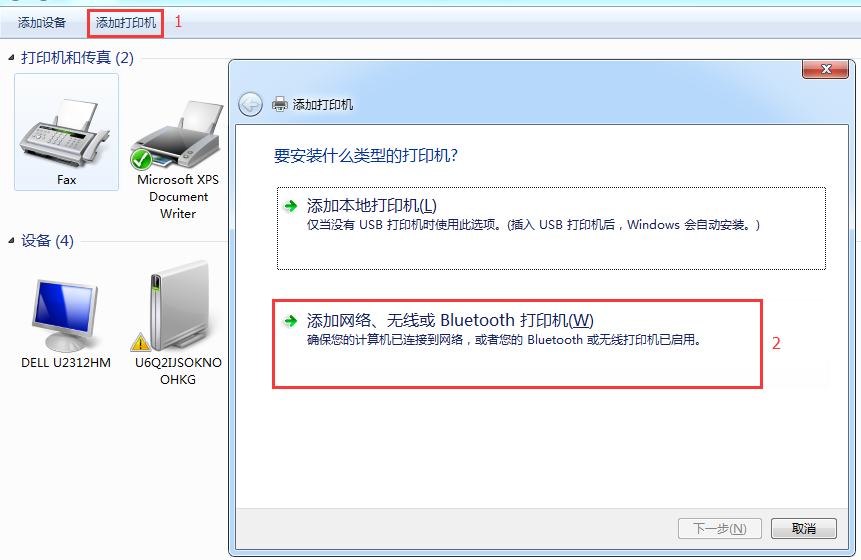 添加设备 添加打印机 1
打印机和传真 (2)
Fax
Microsoft XPS
Document
Writer
设备 (4)
DELL U2312HM
U6Q2IJSOKNO
OHKG
添加打印机
要安装什么类型的打印机?
添加本地打印机(L)
仅当没有 USB 打印机时使用此选项。(插入 USB 打印机后，Windows 会自动安装。)
添加网络、无线或 Bluetooth 打印机(W)
确保您的计算机已连接到网络，或者您的 Bluetooth 或无线打印机已启用。
2
下一步(N) 取消